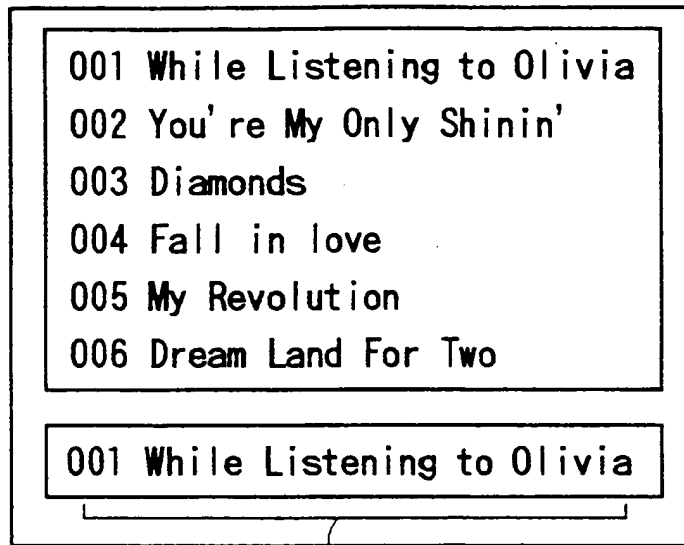 001 While Listening to Olivia
002 You're My Only Shinin'
003 Diamonds
004 Fall in love
005 My Revolution
006 Dream Land For Two
001 While Listening to Olivia